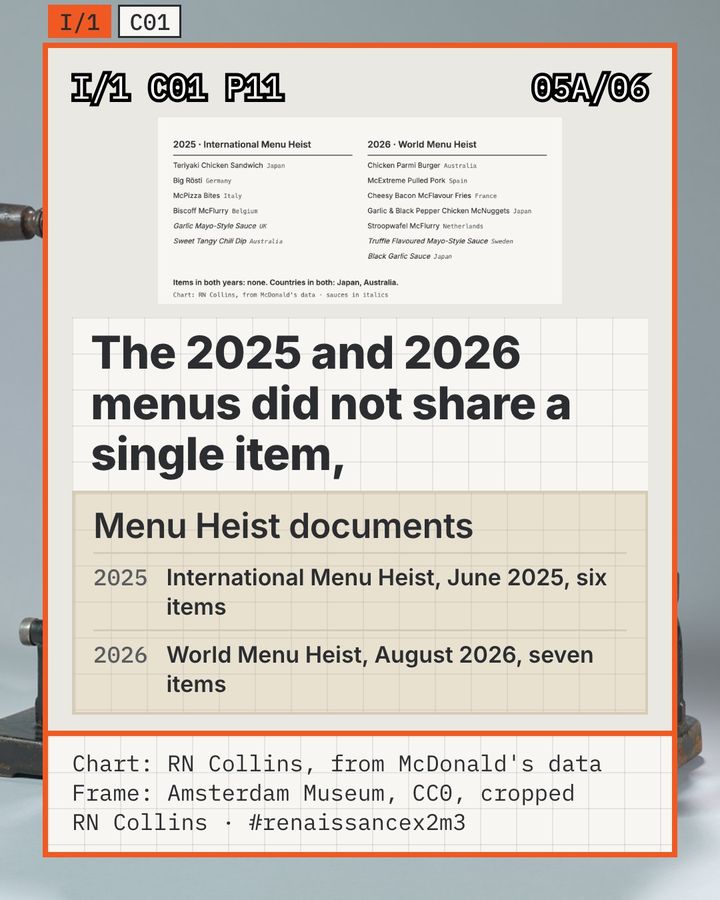 I/1 C01
I/1 C01 P11 05A/06
2025 · International Menu Heist
Teriyaki Chicken Sandwich Japan
Big Rösti Germany
McPizza Bites Italy
Biscoff McFlurry Belgium
Garlic Mayo-Style Sauce UK
Sweet Tangy Chili Dip Australia
2026 · World Menu Heist
Chicken Parmi Burger Australia
McExtreme Pulled Pork Spain
Cheesy Bacon McFlavour Fries France
Garlic & Black Pepper Chicken McNuggets Japan
Stroopwafel McFlurry Netherlands
Truffle Flavoured Mayo-Style Sauce Sweden
Black Garlic Sauce Japan
Items in both years: none. Countries in both: Japan, Australia.
Chart: RN Collins, from McDonald's data · sauces in italics
The 2025 and 2026
menus did not share a
single item,
Menu Heist documents
2025 International Menu Heist, June 2025, six
items
2026 World Menu Heist, August 2026, seven
items
Chart: RN Collins, from McDonald's data
Frame: Amsterdam Museum, CC0, cropped
RN Collins · #renaissancex2m3